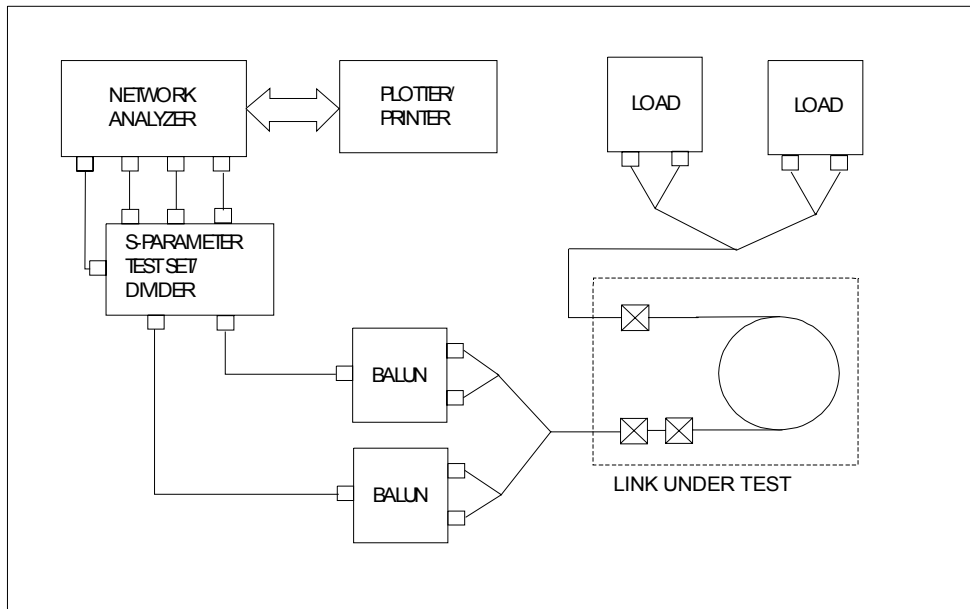 NETWORK
ANALYZER
PLOTTER/
PRINTER
LOAD
LOAD
S-PARAMETER
TEST SET/
DIVIDER
BALUN
BALUN
LINK UNDER TEST